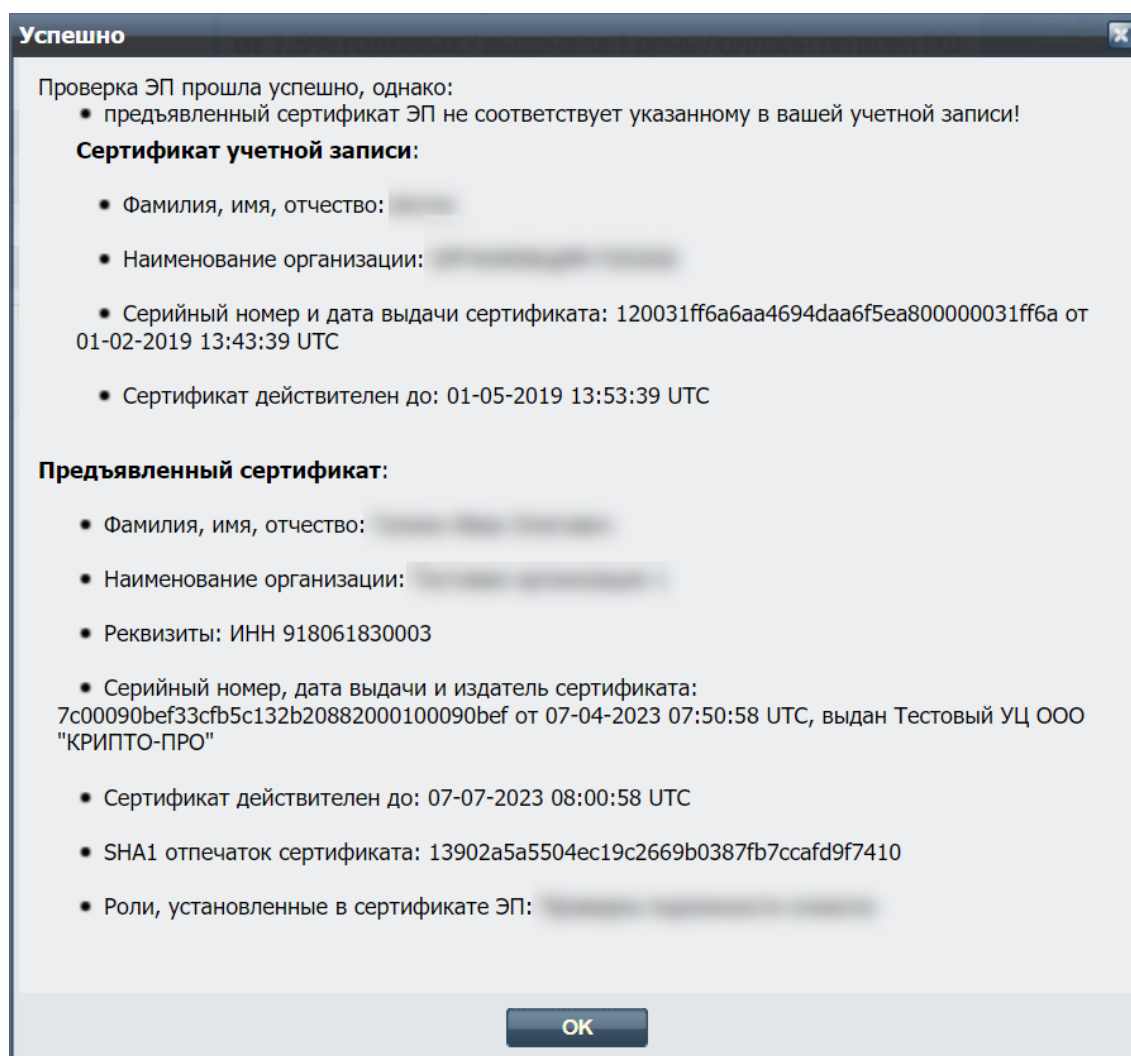 Успешно
Проверка ЭП прошла успешно, однако:
• предъявленный сертификат ЭП не соответствует указанному в вашей учетной записи!
Сертификат учетной записи:
• Фамилия, имя, отчество:
• Наименование организации:
• Серийный номер и дата выдачи сертификата: 120031ff6a6aa4694daa6f5ea800000031ff6a от
01-02-2019 13:43:39 UTC
• Сертификат действителен до: 01-05-2019 13:53:39 UTC
Предъявленный сертификат:
• Фамилия, имя, отчество:
• Наименование организации:
• Реквизиты: ИНН 918061830003
• Серийный номер, дата выдачи и издатель сертификата:
7c00090bef33cfb5c132b20882000100090bef от 07-04-2023 07:50:58 UTC, выдан Тестовый УЦ ООО
"КРИПТО-ПРО"
• Сертификат действителен до: 07-07-2023 08:00:58 UTC
• SHA1 отпечаток сертификата: 13902a5a5504ec19c2669b0387fb7ccafd9f7410
• Роли, установленные в сертификате ЭП:
OK